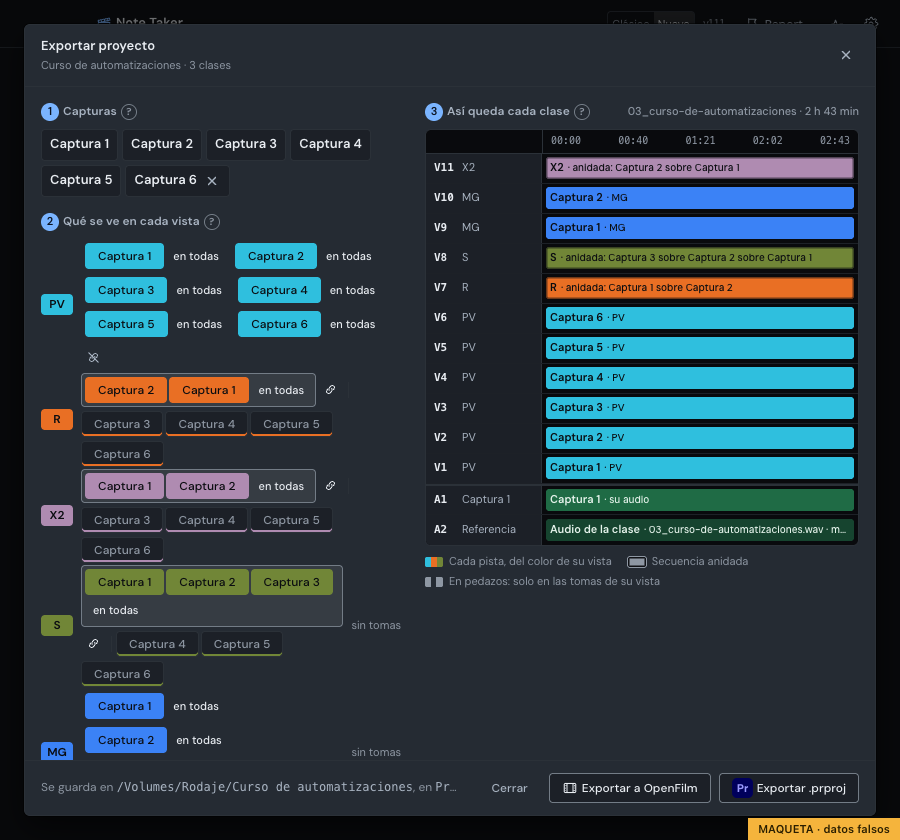 Note Taker
Clásico Nuevo v111 Report
Exportar proyecto
Curso de automatizaciones · 3 clases
1 Capturas ?
Captura 1 Captura 2 Captura 3 Captura 4
Captura 5 Captura 6 ×
2 Qué se ve en cada vista ?
PV
Captura 1 en todas Captura 2 en todas
Captura 3 en todas Captura 4 en todas
Captura 5 en todas Captura 6 en todas
R
Captura 2 Captura 1 en todas
Captura 3 Captura 4 Captura 5
Captura 6
X2
Captura 1 Captura 2 en todas
Captura 3 Captura 4 Captura 5
Captura 6
S
Captura 1 Captura 2 Captura 3
en todas
sin tomas
Captura 4 Captura 5
Captura 6
MG
Captura 1 en todas
Captura 2 en todas
sin tomas
3 Así queda cada clase ? 03_curso-de-automatizaciones · 2 h 43 min
00:00 00:40 01:21 02:02 02:43
V11 X2 X2 · anidada: Captura 2 sobre Captura 1
V10 MG Captura 2 · MG
V9 MG Captura 1 · MG
V8 S S · anidada: Captura 3 sobre Captura 2 sobre Captura 1
V7 R R · anidada: Captura 1 sobre Captura 2
V6 PV Captura 6 · PV
V5 PV Captura 5 · PV
V4 PV Captura 4 · PV
V3 PV Captura 3 · PV
V2 PV Captura 2 · PV
V1 PV Captura 1 · PV
A1 Captura 1 Captura 1 · su audio
A2 Referencia Audio de la clase · 03_curso-de-automatizaciones.wav · m…
Cada pista, del color de su vista Secuencia anidada
En pedazos: solo en las tomas de su vista
Se guarda en /Volumes/Rodaje/Curso de automatizaciones, en Pr…
Cerrar
Exportar a OpenFilm
Pr Exportar .prproj
MAQUETA · datos falsos